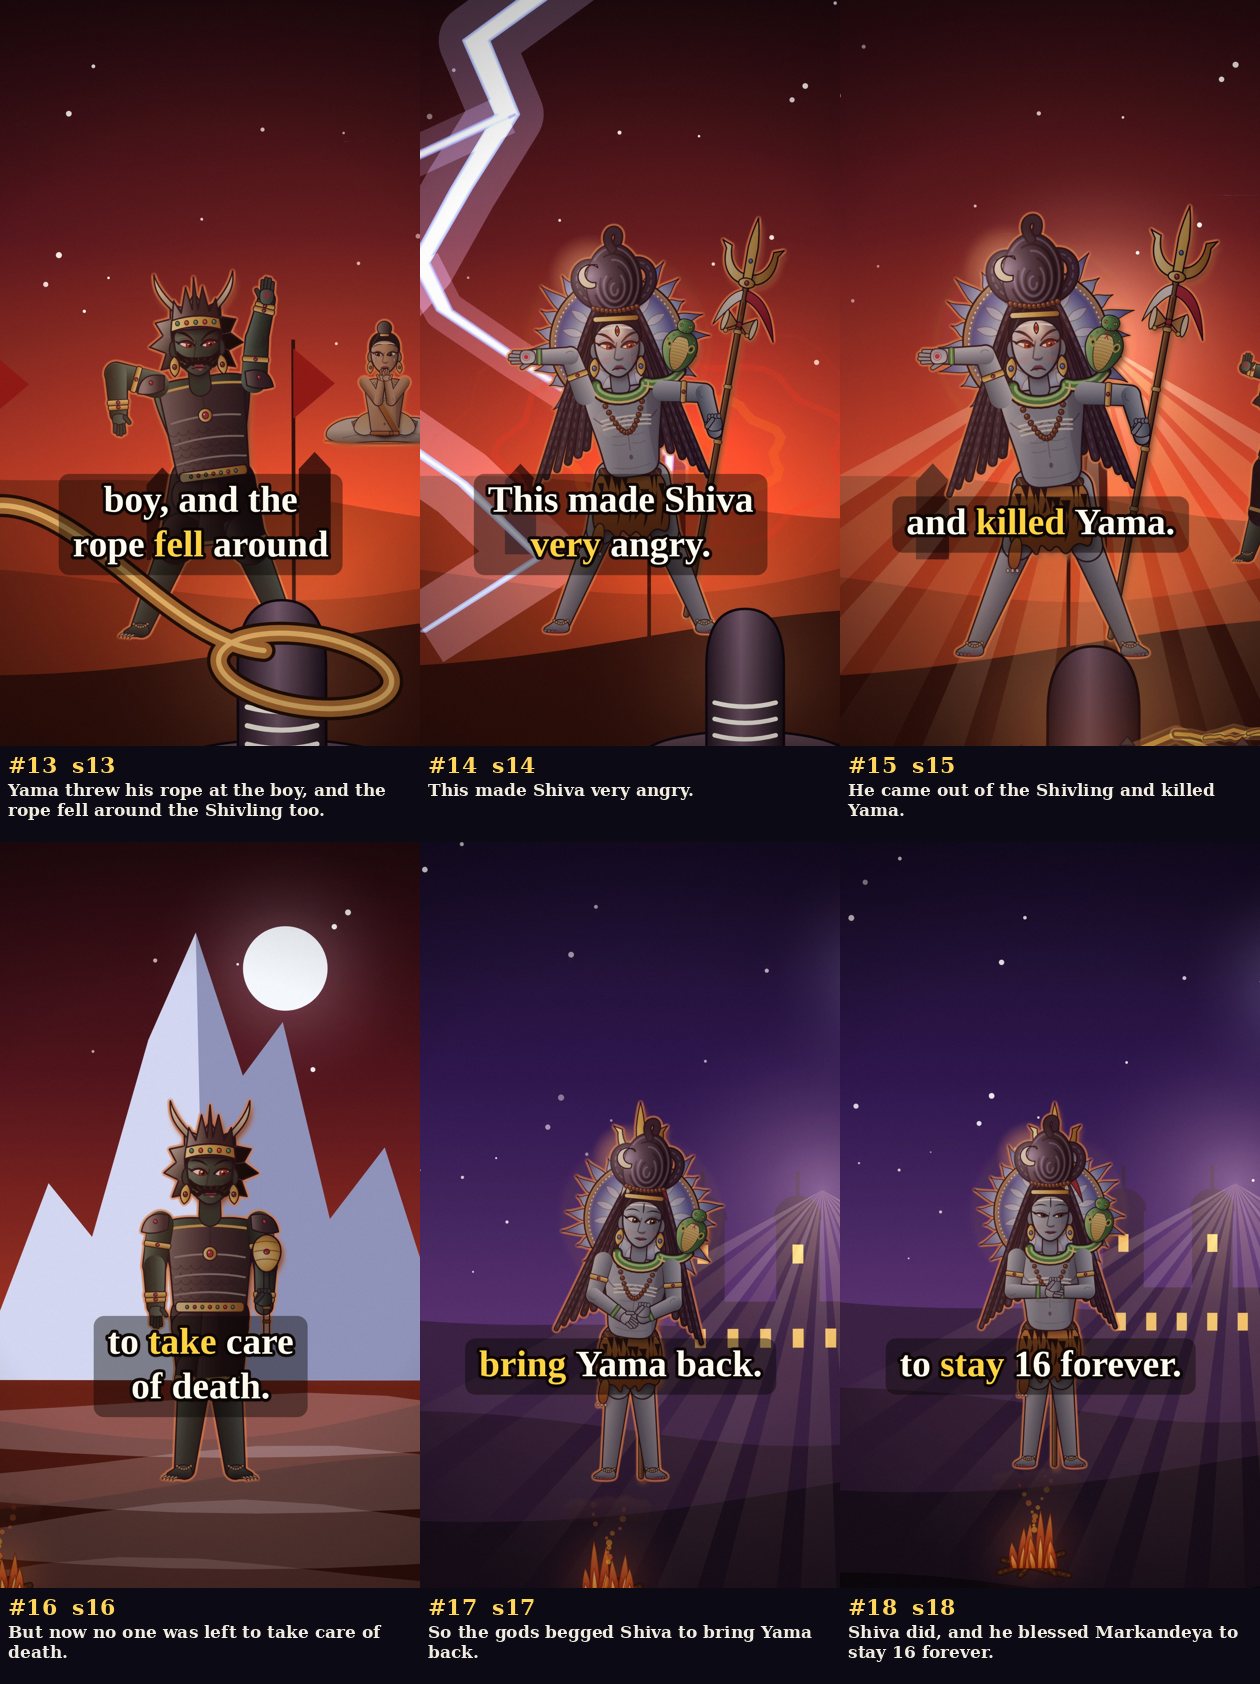 boy, and the
rope fell around
This made Shiva
very angry.
and killed Yama.
#13 s13
Yama threw his rope at the boy, and the
rope fell around the Shivling too.
#14 s14
This made Shiva very angry.
#15 s15
He came out of the Shivling and killed
Yama.
to take care
of death.
bring Yama back.
to stay 16 forever.
#16 s16
But now no one was left to take care of
death.
#17 s17
So the gods begged Shiva to bring Yama
back.
#18 s18
Shiva did, and he blessed Markandeya to
stay 16 forever.